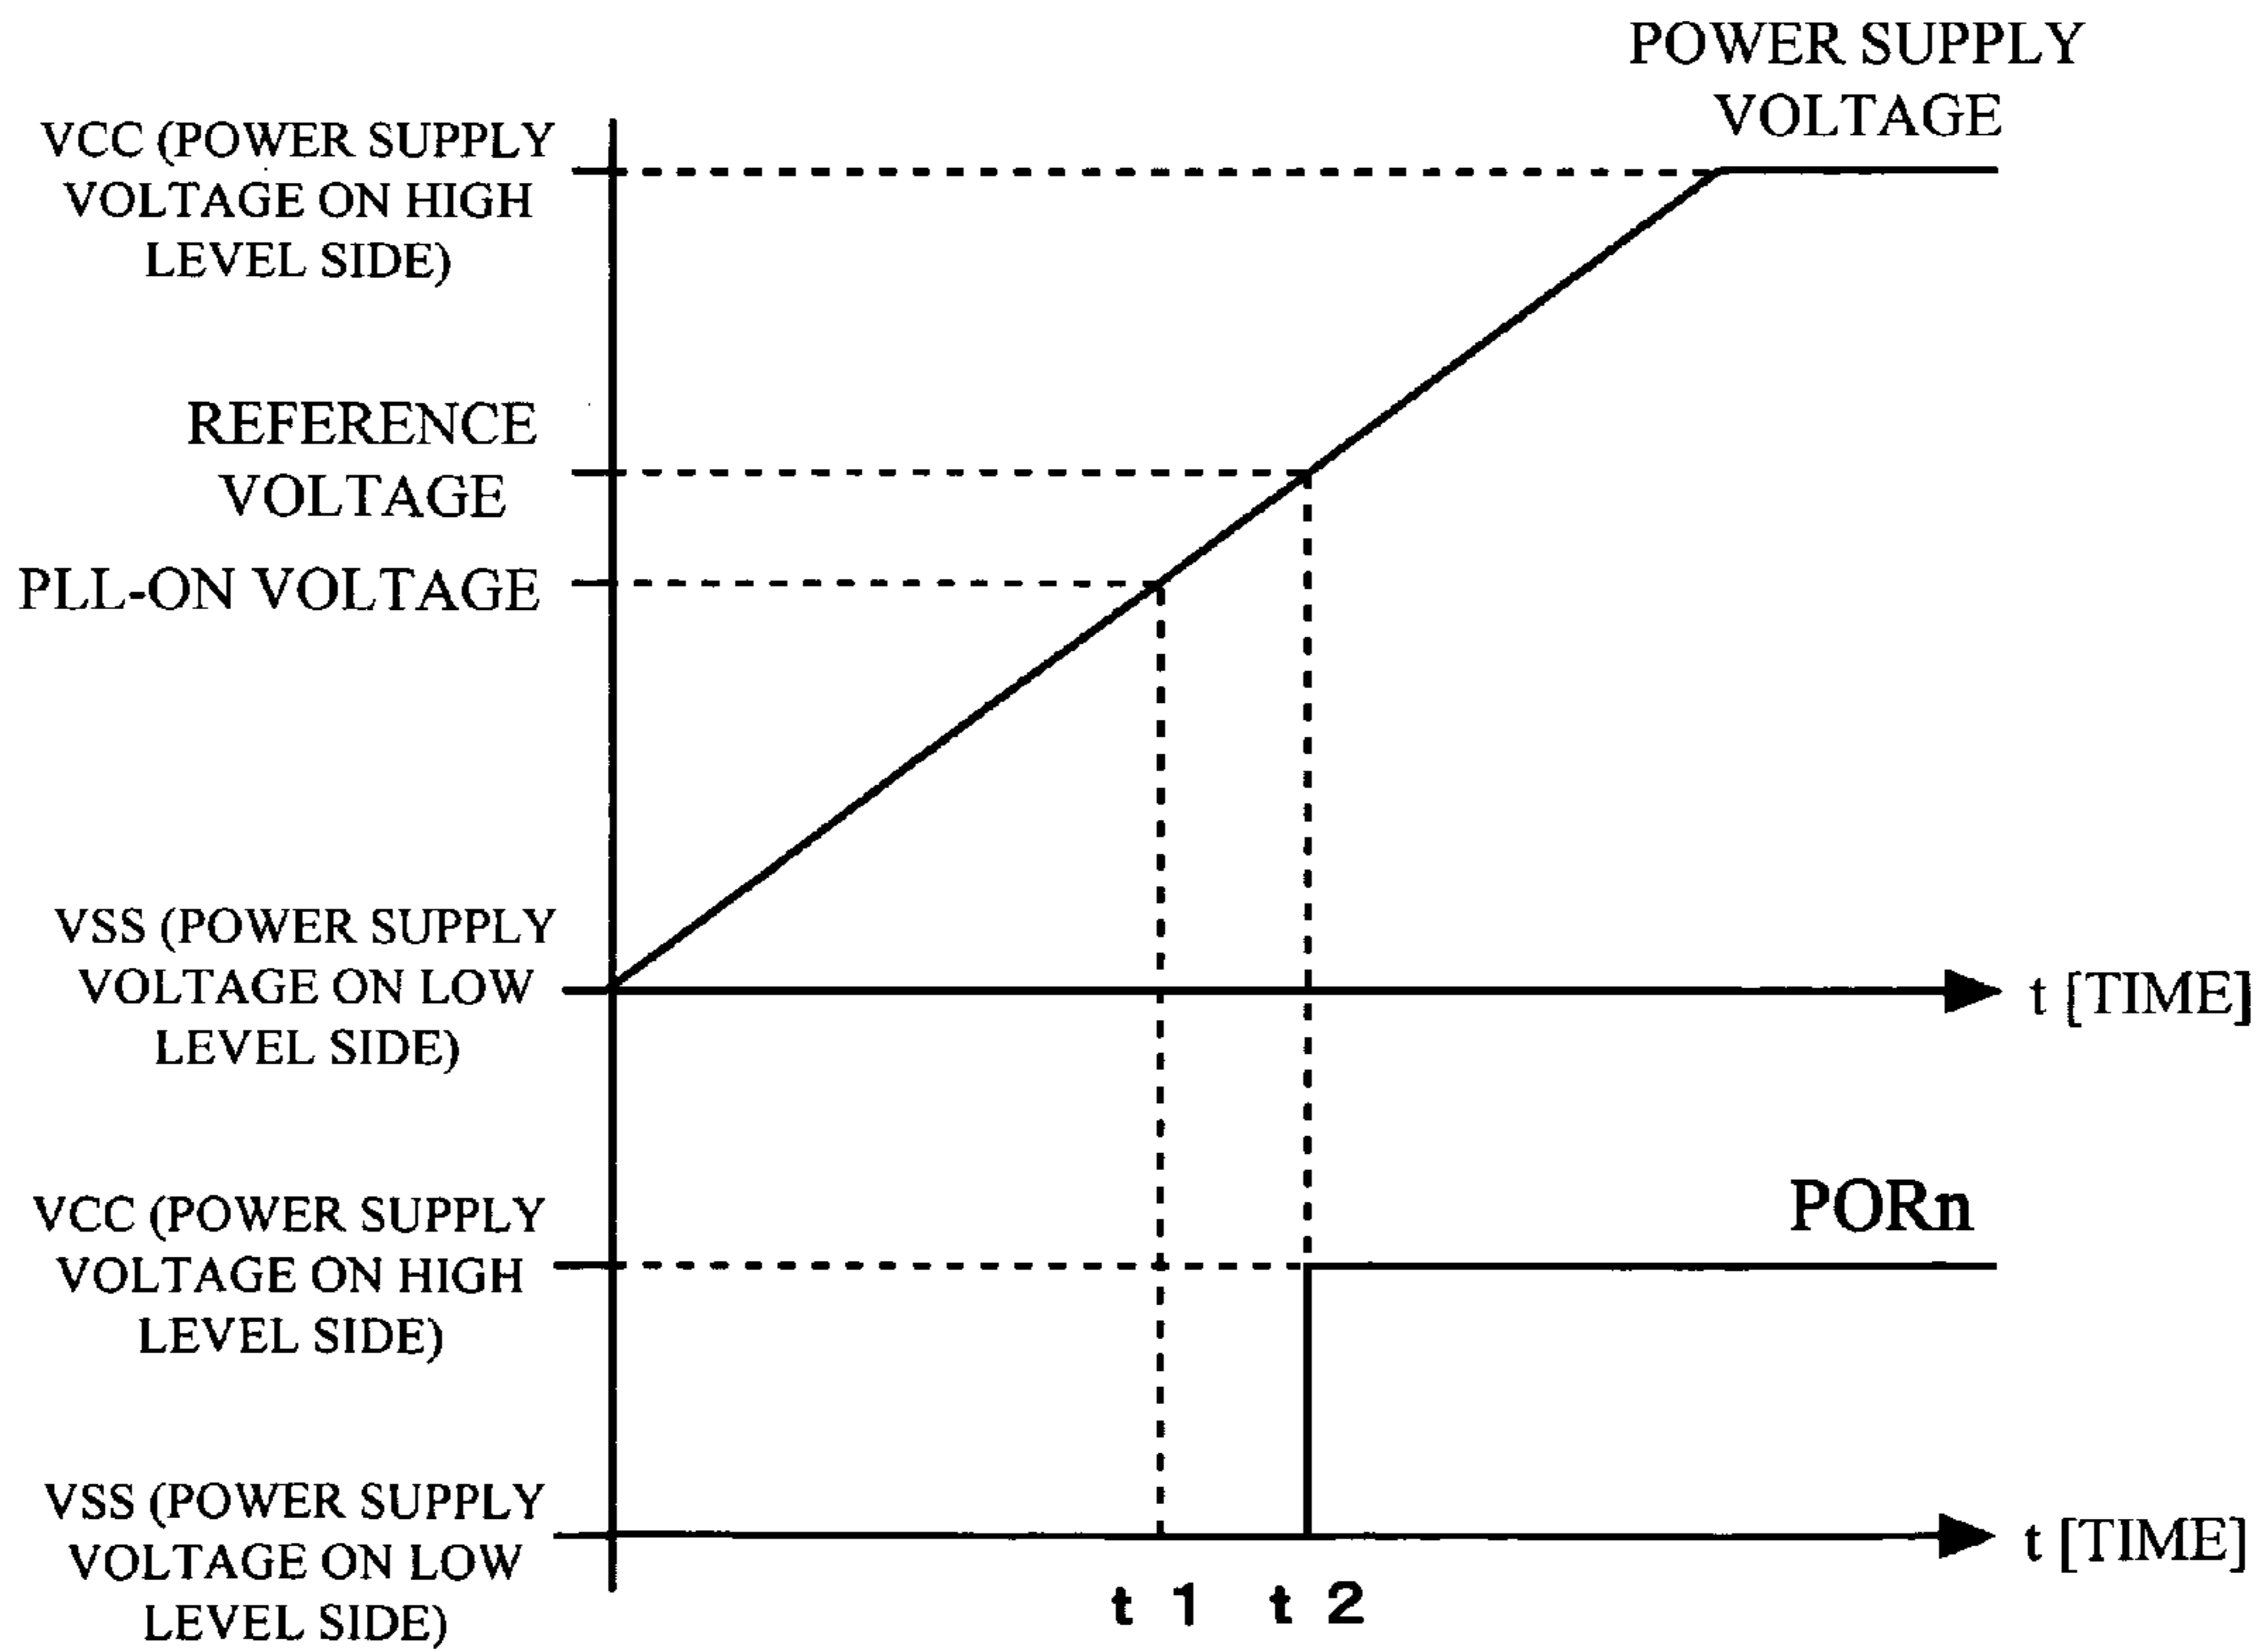 POWER SUPPLY
VOLTAGE
VCC (POWER SUPPLY
VOLTAGE ON HIGH
LEVEL SIDE)
REFERENCE
VOLTAGE
PLL-ON VOLTAGE
VSS (POWER SUPPLY
VOLTAGE ON LOW
LEVEL SIDE)
t [TIME]
VCC (POWER SUPPLY
VOLTAGE ON HIGH
LEVEL SIDE)
PORn
VSS (POWER SUPPLY
VOLTAGE ON LOW
LEVEL SIDE)
t [TIME]
t 1 t 2